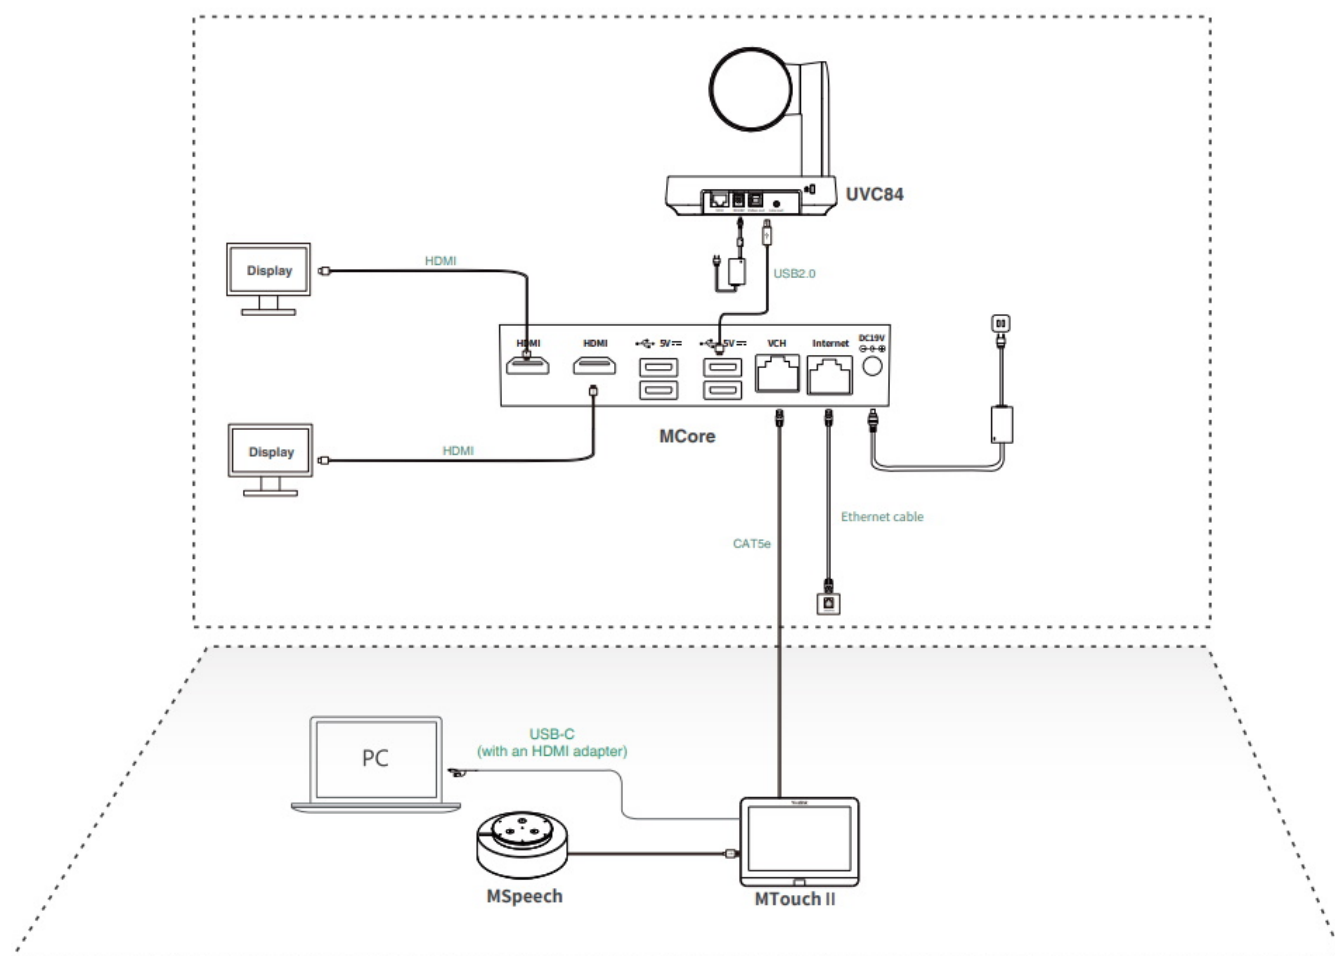 UVC84
Display
HDMI
USB2.0
HDMI
HDMI
5V
5V
VCH
Internet
DC19V
MCore
Display
HDMI
Ethernet cable
CAT5e
USB-C
(with an HDMI adapter)
PC
MSpeech
MTouch II